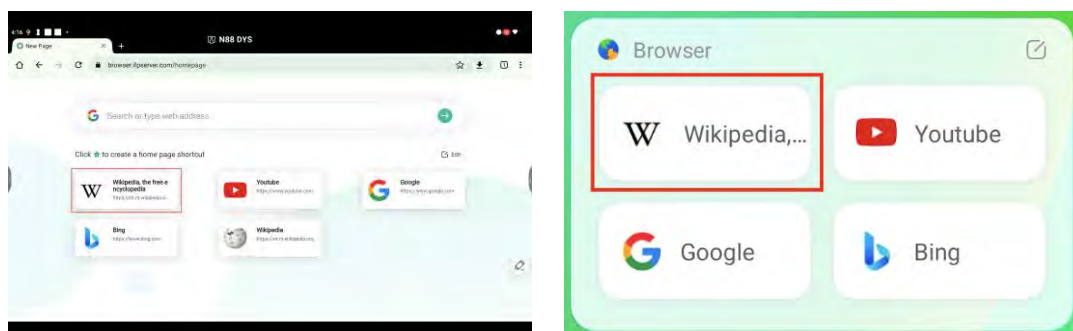 4:16
N88 DYS
New Page
browser.ifpserver.com/homepage
Search or type web address
Click to create a home page shortcut
Edit
Wikipedia, the free e
ncyclopedia
Youtube
https://www.youtube.com
Google
https://www.google.com
Bing
https://www.bing.com
Wikipedia
Browser
W Wikipedia,...
Youtube
Google
Bing